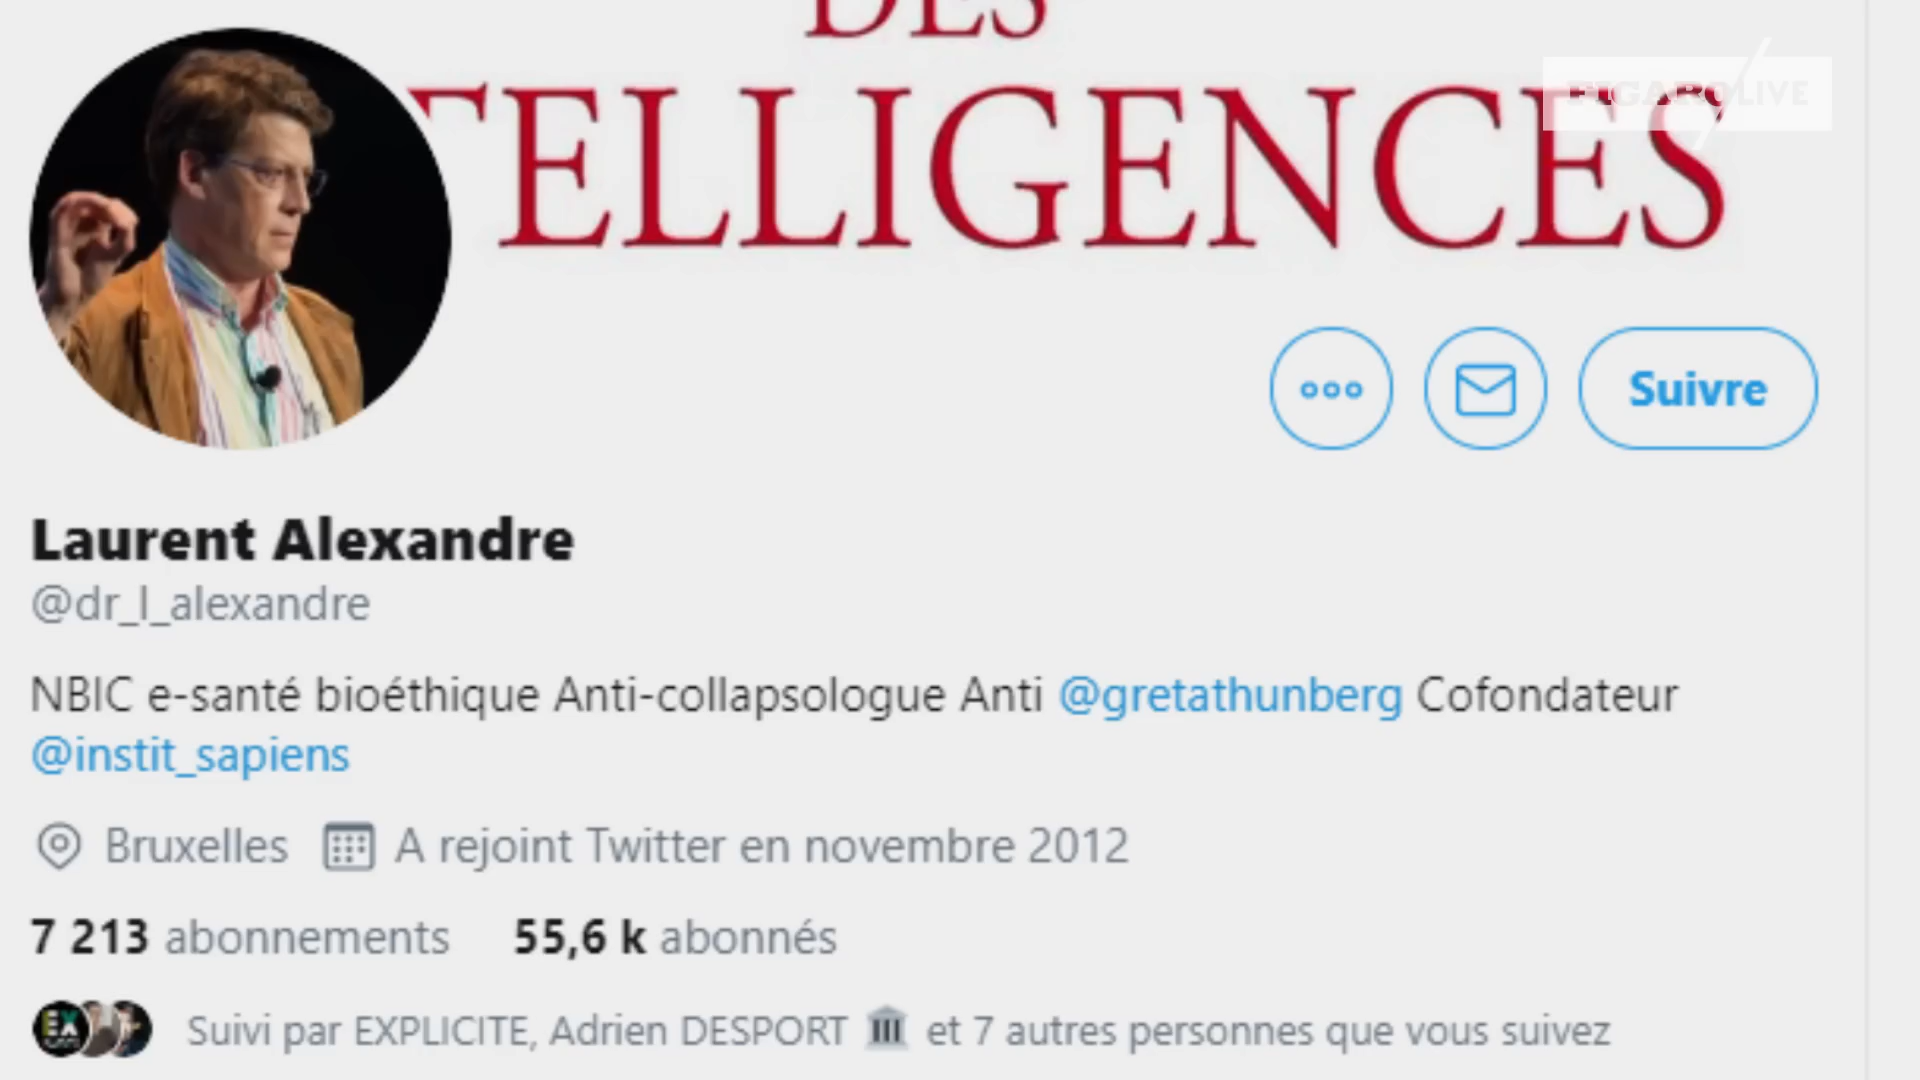 DES
TELLIGENCES
FIGARO LIVE
Suivre
Laurent Alexandre
@dr_l_alexandre
NBIC e-santé bioéthique Anti-collapsologue Anti @gretathunberg Cofondateur
@instit_sapiens
Bruxelles A rejoint Twitter en novembre 2012
7 213 abonnements 55,6 k abonnés
EX
Suivi par EXPLICITE, Adrien DESPORT et 7 autres personnes que vous suivez